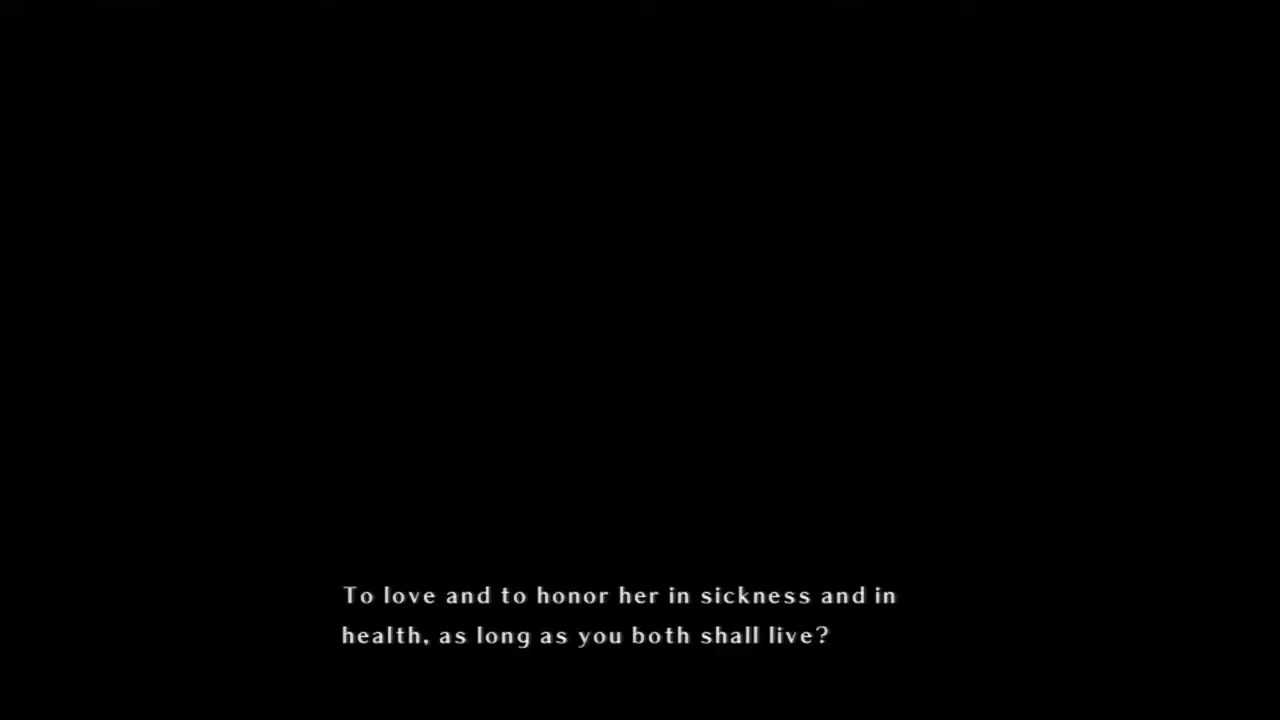 To love and to honor her in sickness and in
health, as long as you both shall live?